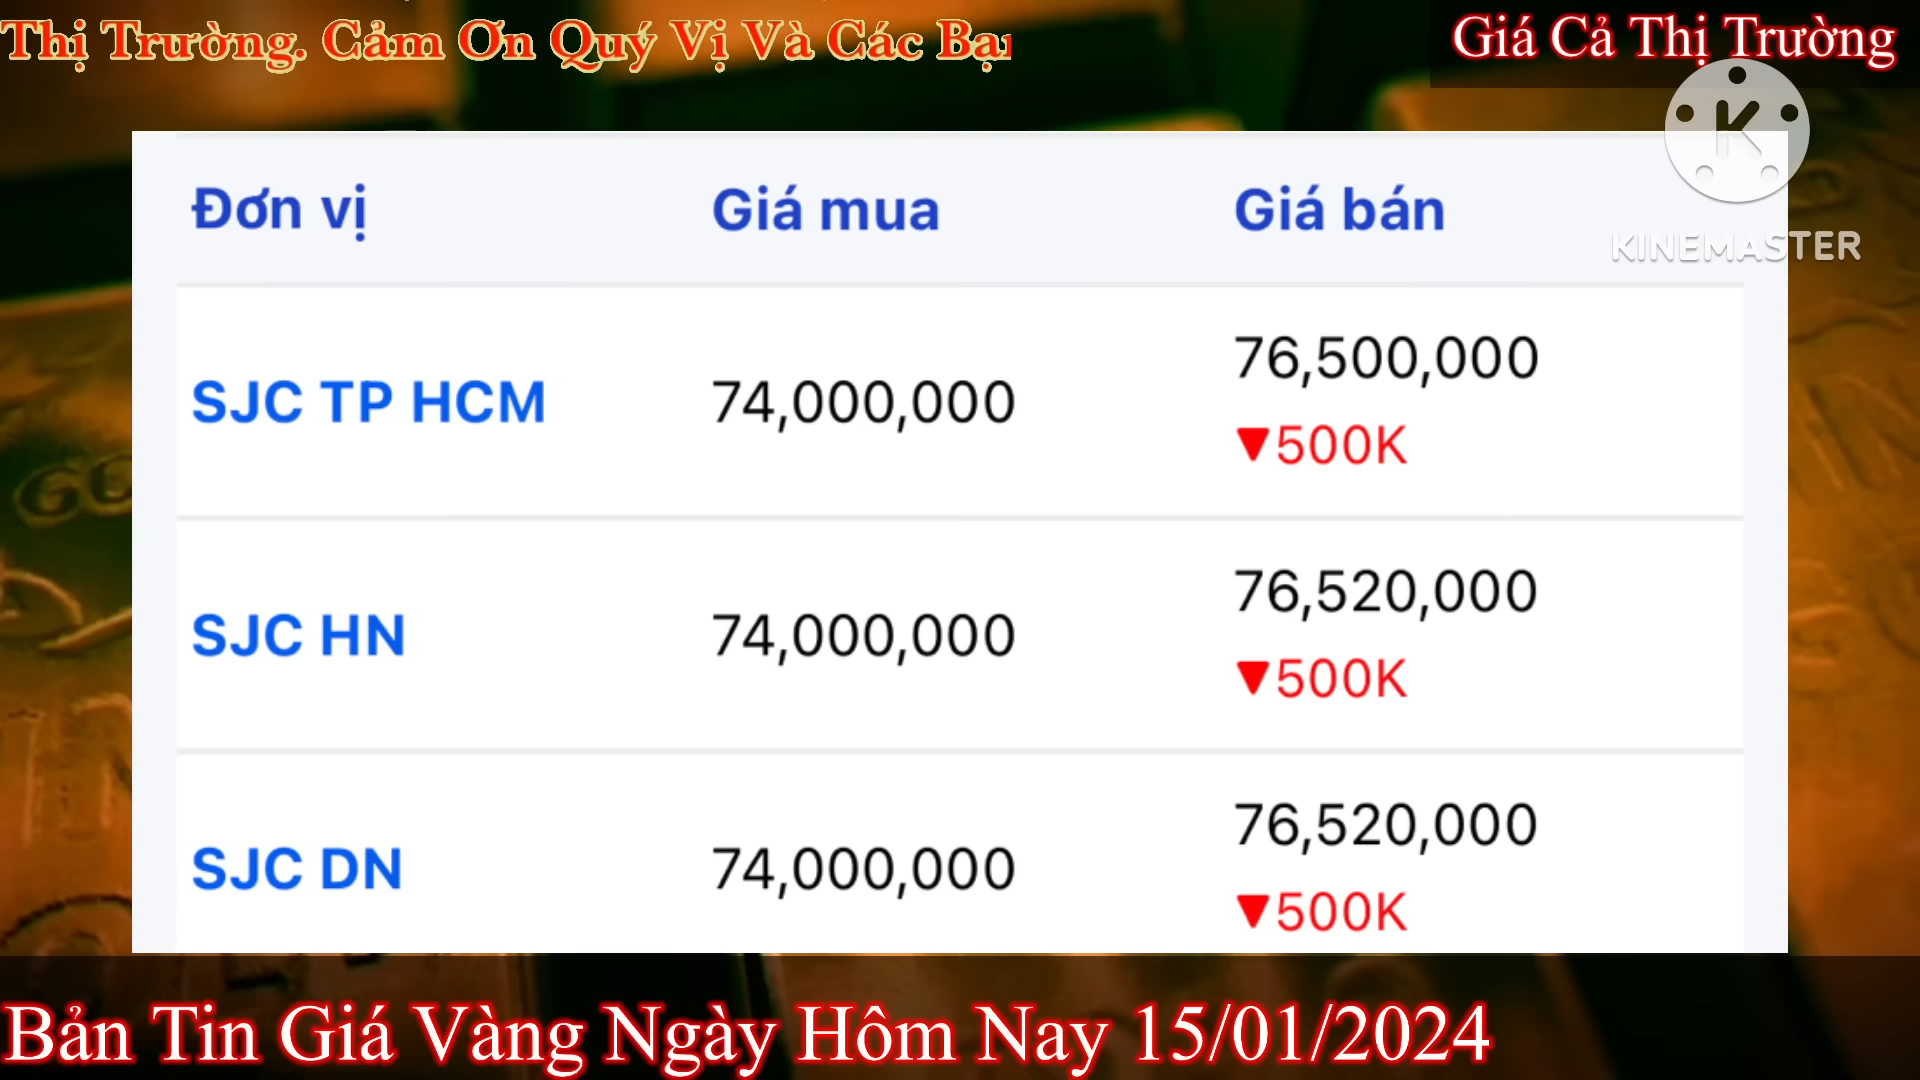 Thị Trường. Cảm Ơn Quý Vị Và Các Bạn
Giá Cả Thị Trường
K
KINEMASTER
Đơn vị Giá mua Giá bán
SJC TP HCM 74,000,000 76,500,000
▼500K
SJC HN 74,000,000 76,520,000
▼500K
SJC DN 74,000,000 76,520,000
▼500K
Bản Tin Giá Vàng Ngày Hôm Nay 15/01/2024